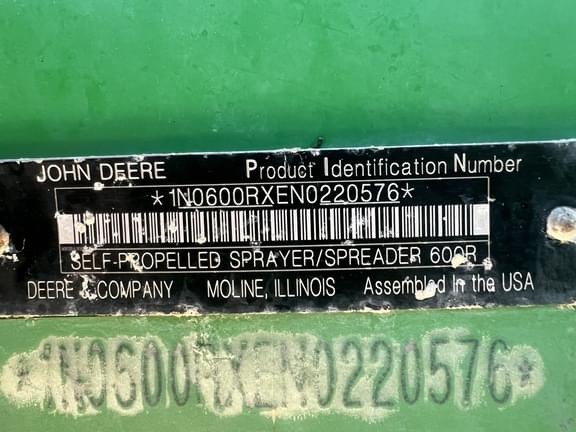 JOHN DEERE Product Identification Number
*1N0600RXEN0220576*
SELF-PROPELLED SPRAYER/SPREADER 600R
DEERE & COMPANY MOLINE, ILLINOIS Assembled In the USA
*1N0600RXEN0220576*